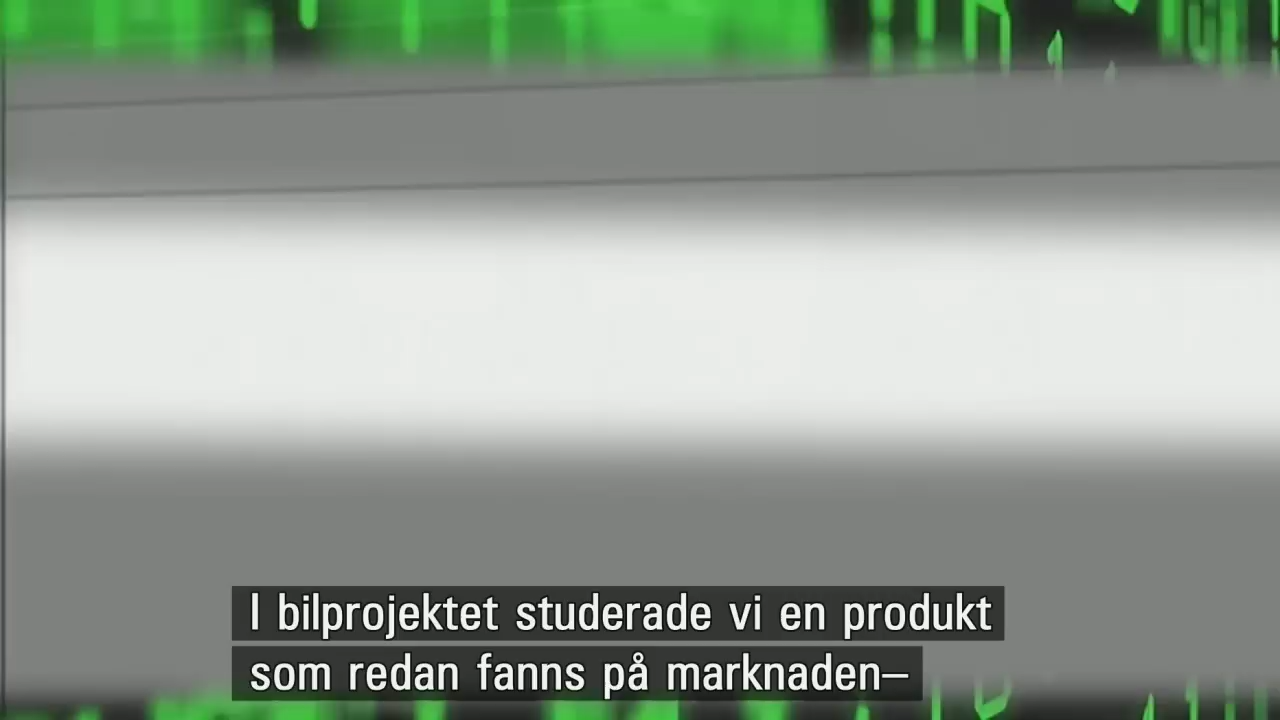 I bilprojektet studerade vi en produkt
som redan fanns på marknaden–